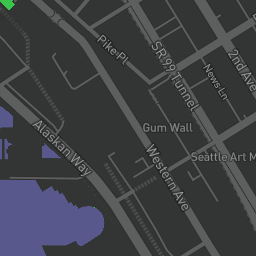 Pike Pl
SR 99 Tunnel
2nd Ave
News Ln
Gum Wall
Alaskan Way
Seattle Art M
Western Ave